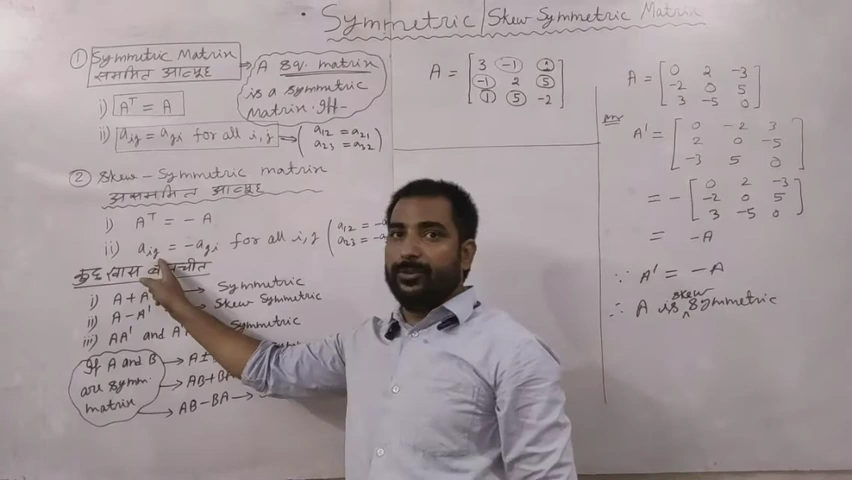 • Symmetric / Skew Symmetric Matrix
① Symmetric Matrix
सममित आव्यूह
A sq. matrix
is a symmetric
Matrix. If-
i) Aᵀ = A
ii) aij = aji for all i, j → (a12 = a21
a23 = a32)
② Skew-Symmetric matrix
असममित आव्यूह
i) Aᵀ = -A
ii) aij = -aji for all i, j (a12 = -a
a23 = -a
कुछ खास
i) A + A' → Symmetric
ii) A - A' → Skew Symmetric
iii) AA' and A' Symmetric
If A and B
are symm.
matrix
→ A±B
→ AB+BA
→ AB-BA →
A = [3 -1 1
-1 2 5
1 5 -2]
A = [0 2 -3
-2 0 5
3 -5 0]
A' = [0 -2 3
2 0 -5
-3 5 0]
= - [0 2 -3
-2 0 5
3 -5 0]
= -A
∵ A' = -A
∴ A is skew symmetric